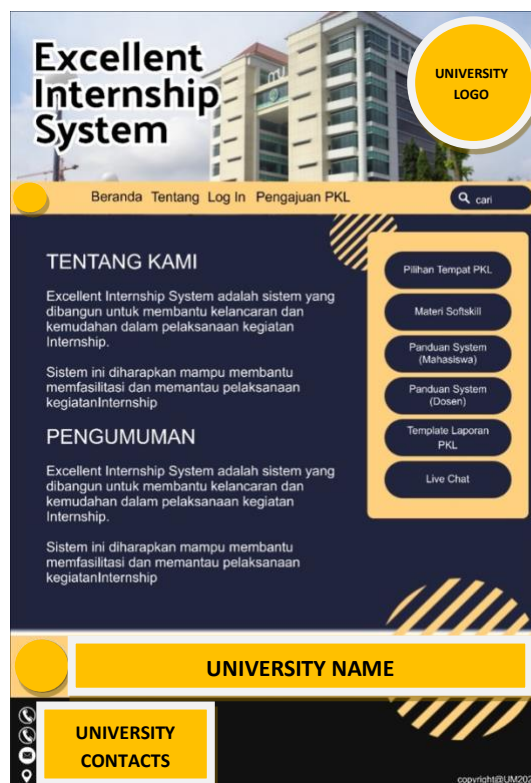 Excellent
Internship
System
UNIVERSITY
LOGO
Beranda Tentang Log In Pengajuan PKL
cari
TENTANG KAMI
Excellent Internship System adalah sistem yang
dibangun untuk membantu kelancaran dan
kemudahan dalam pelaksanaan kegiatan
Internship.
Sistem ini diharapkan mampu membantu
memfasilitasi dan memantau pelaksanaan
kegiatanInternship
PENGUMUMAN
Excellent Internship System adalah sistem yang
dibangun untuk membantu kelancaran dan
kemudahan dalam pelaksanaan kegiatan
Internship.
Sistem ini diharapkan mampu membantu
memfasilitasi dan memantau pelaksanaan
kegiatanInternship
Pilihan Tempat PKL
Materi Softskill
Panduan System
(Mahasiswa)
Panduan System
(Dosen)
Template Laporan
PKL
Live Chat
UNIVERSITY NAME
UNIVERSITY
CONTACTS
copyright@UM202